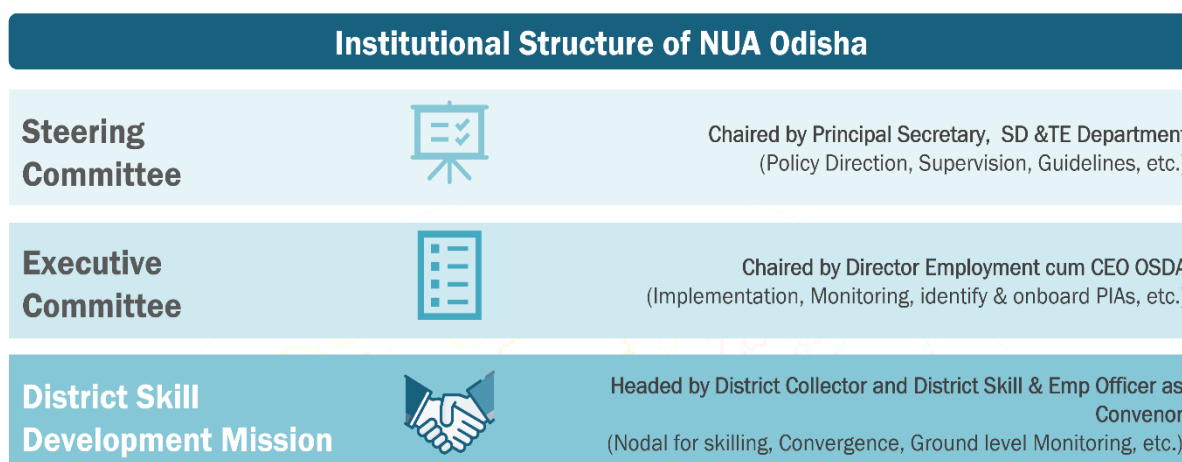 Institutional Structure of NUA Odisha
Steering
Committee
Chaired by Principal Secretary, SD &TE Department
(Policy Direction, Supervision, Guidelines, etc.)
Executive
Committee
Chaired by Director Employment cum CEO OSDA
(Implementation, Monitoring, identify & onboard PIAs, etc.)
District Skill
Development Mission
Headed by District Collector and District Skill & Emp Officer as
Convenor
(Nodal for skilling, Convergence, Ground level Monitoring, etc.)